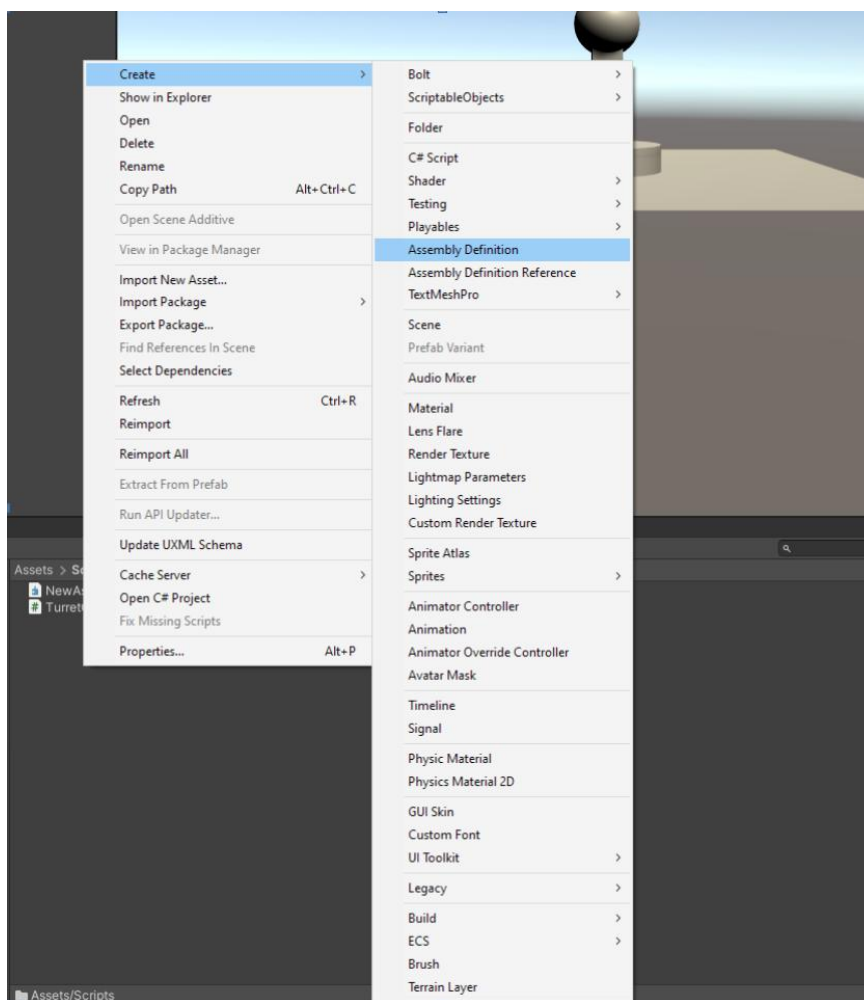 Create
Show in Explorer
Open
Delete
Rename
Copy Path Alt+Ctrl+C
Open Scene Additive
View in Package Manager
Import New Asset...
Import Package
Export Package...
Find References In Scene
Select Dependencies
Refresh Ctrl+R
Reimport
Reimport All
Extract From Prefab
Run API Updater...
Update UXML Schema
Cache Server
Open C# Project
Fix Missing Scripts
Properties... Alt+P
Bolt
ScriptableObjects
Folder
C# Script
Shader
Testing
Playables
Assembly Definition
Assembly Definition Reference
TextMeshPro
Scene
Prefab Variant
Audio Mixer
Material
Lens Flare
Render Texture
Lightmap Parameters
Lighting Settings
Custom Render Texture
Sprite Atlas
Sprites
Animator Controller
Animation
Animator Override Controller
Avatar Mask
Timeline
Signal
Physic Material
Physics Material 2D
GUI Skin
Custom Font
UI Toolkit
Legacy
Build
ECS
Brush
Terrain Layer
Assets >
Assets/Scripts